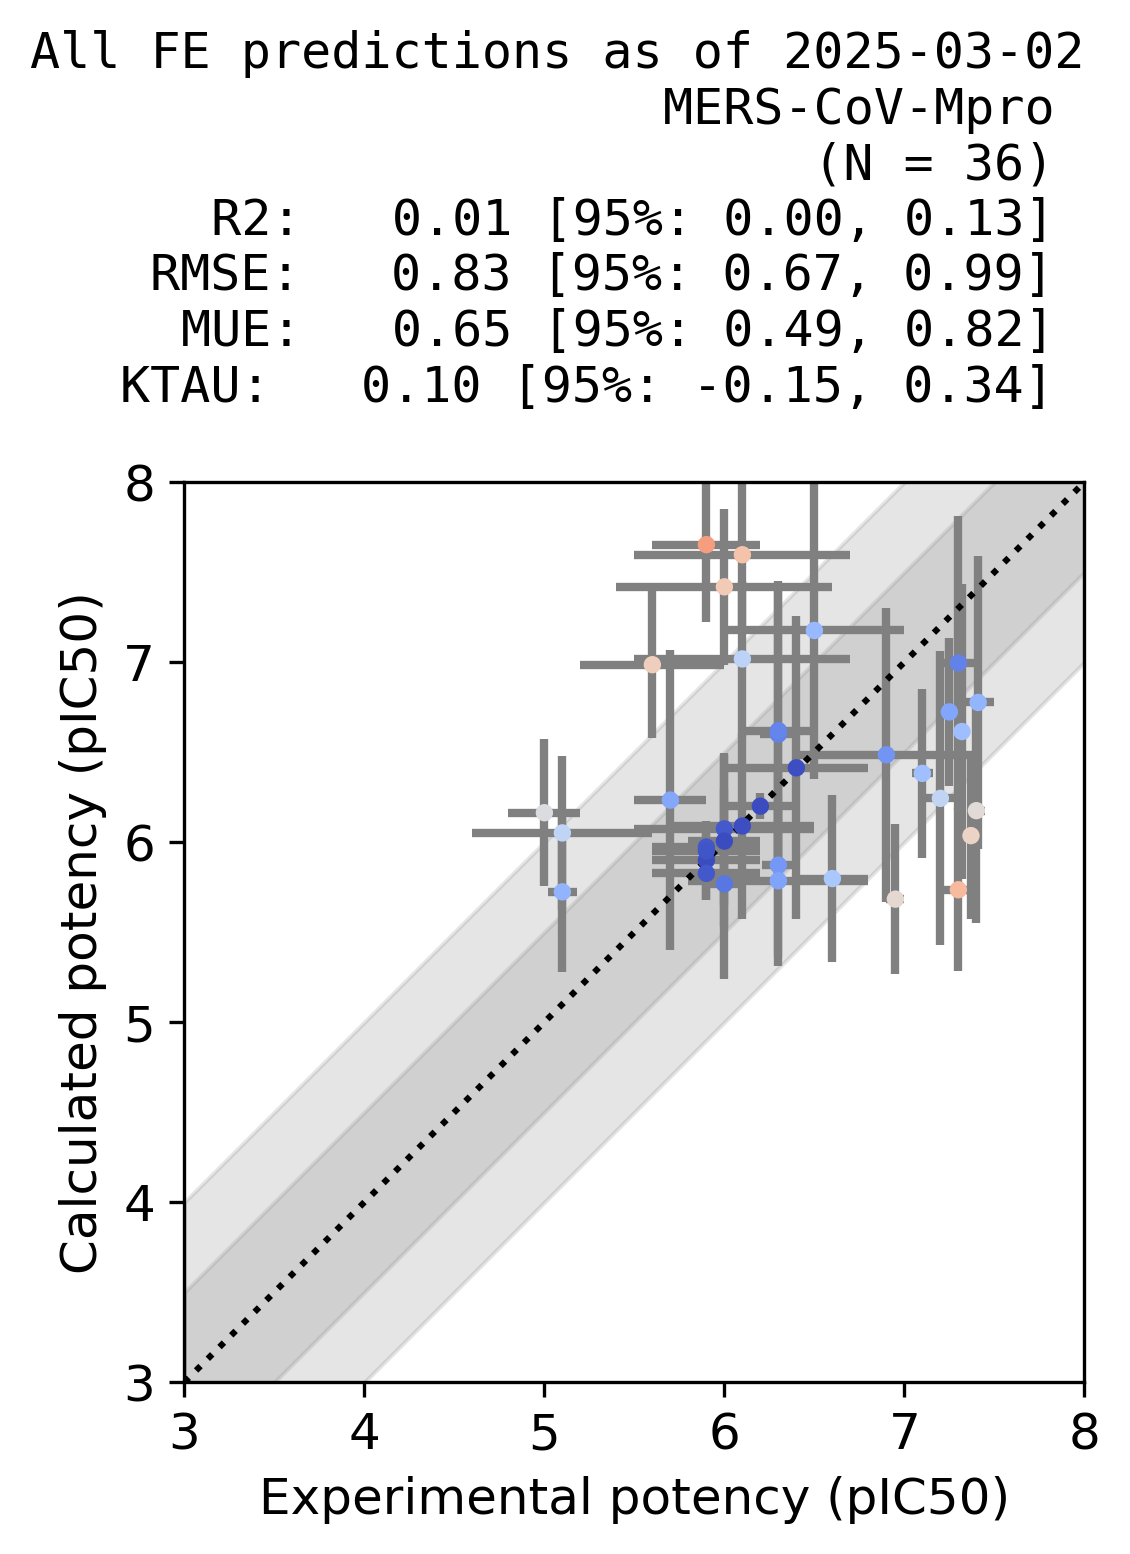 All FE predictions as of 2025-03-02
MERS-CoV-Mpro
(N = 36)
R2: 0.01 [95%: 0.00, 0.13]
RMSE: 0.83 [95%: 0.67, 0.99]
MUE: 0.65 [95%: 0.49, 0.82]
KTAU: 0.10 [95%: -0.15, 0.34]
8
7
6
5
4
3
Calculated potency (pIC50)
3 4 5 6 7 8
Experimental potency (pIC50)